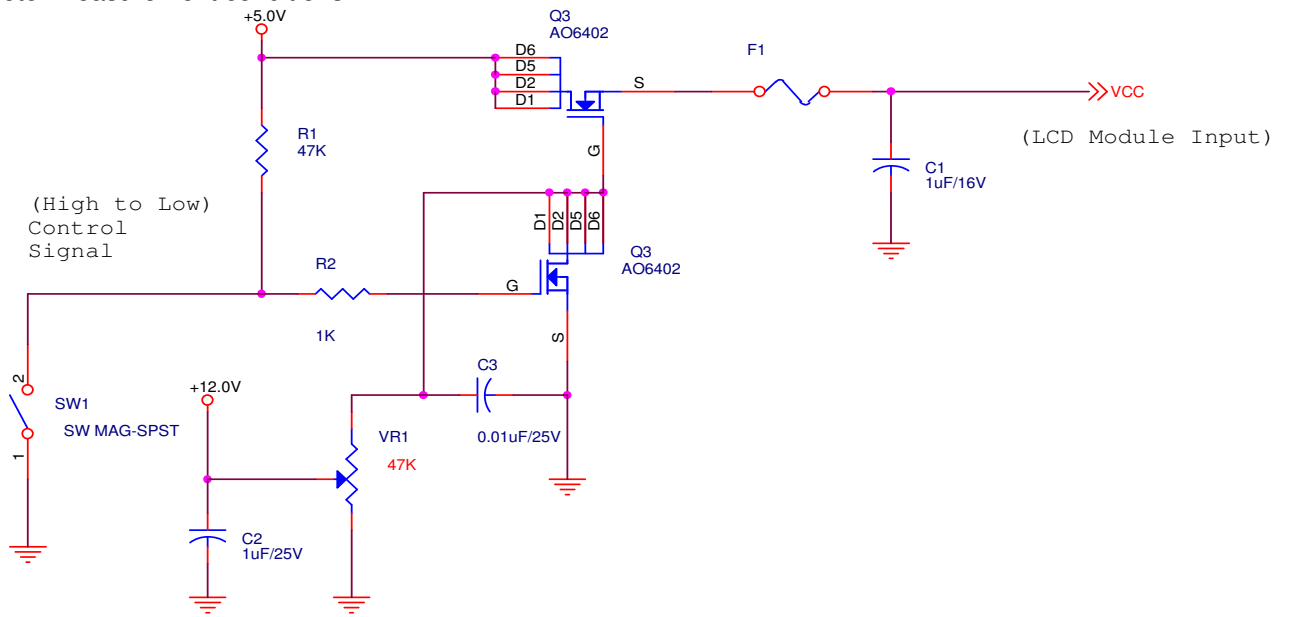 +5.0V
Q3
AO6402
D6
D5
D2
D1
S
F1
VCC
(LCD Module Input)
R1
47K
G
C1
1uF/16V
(High to Low)
Control
Signal
D1
D2
D5
D6
Q3
AO6402
R2
1K
G
S
C3
0.01uF/25V
2
+12.0V
SW1
SW MAG-SPST
1
VR1
47K
C2
1uF/25V